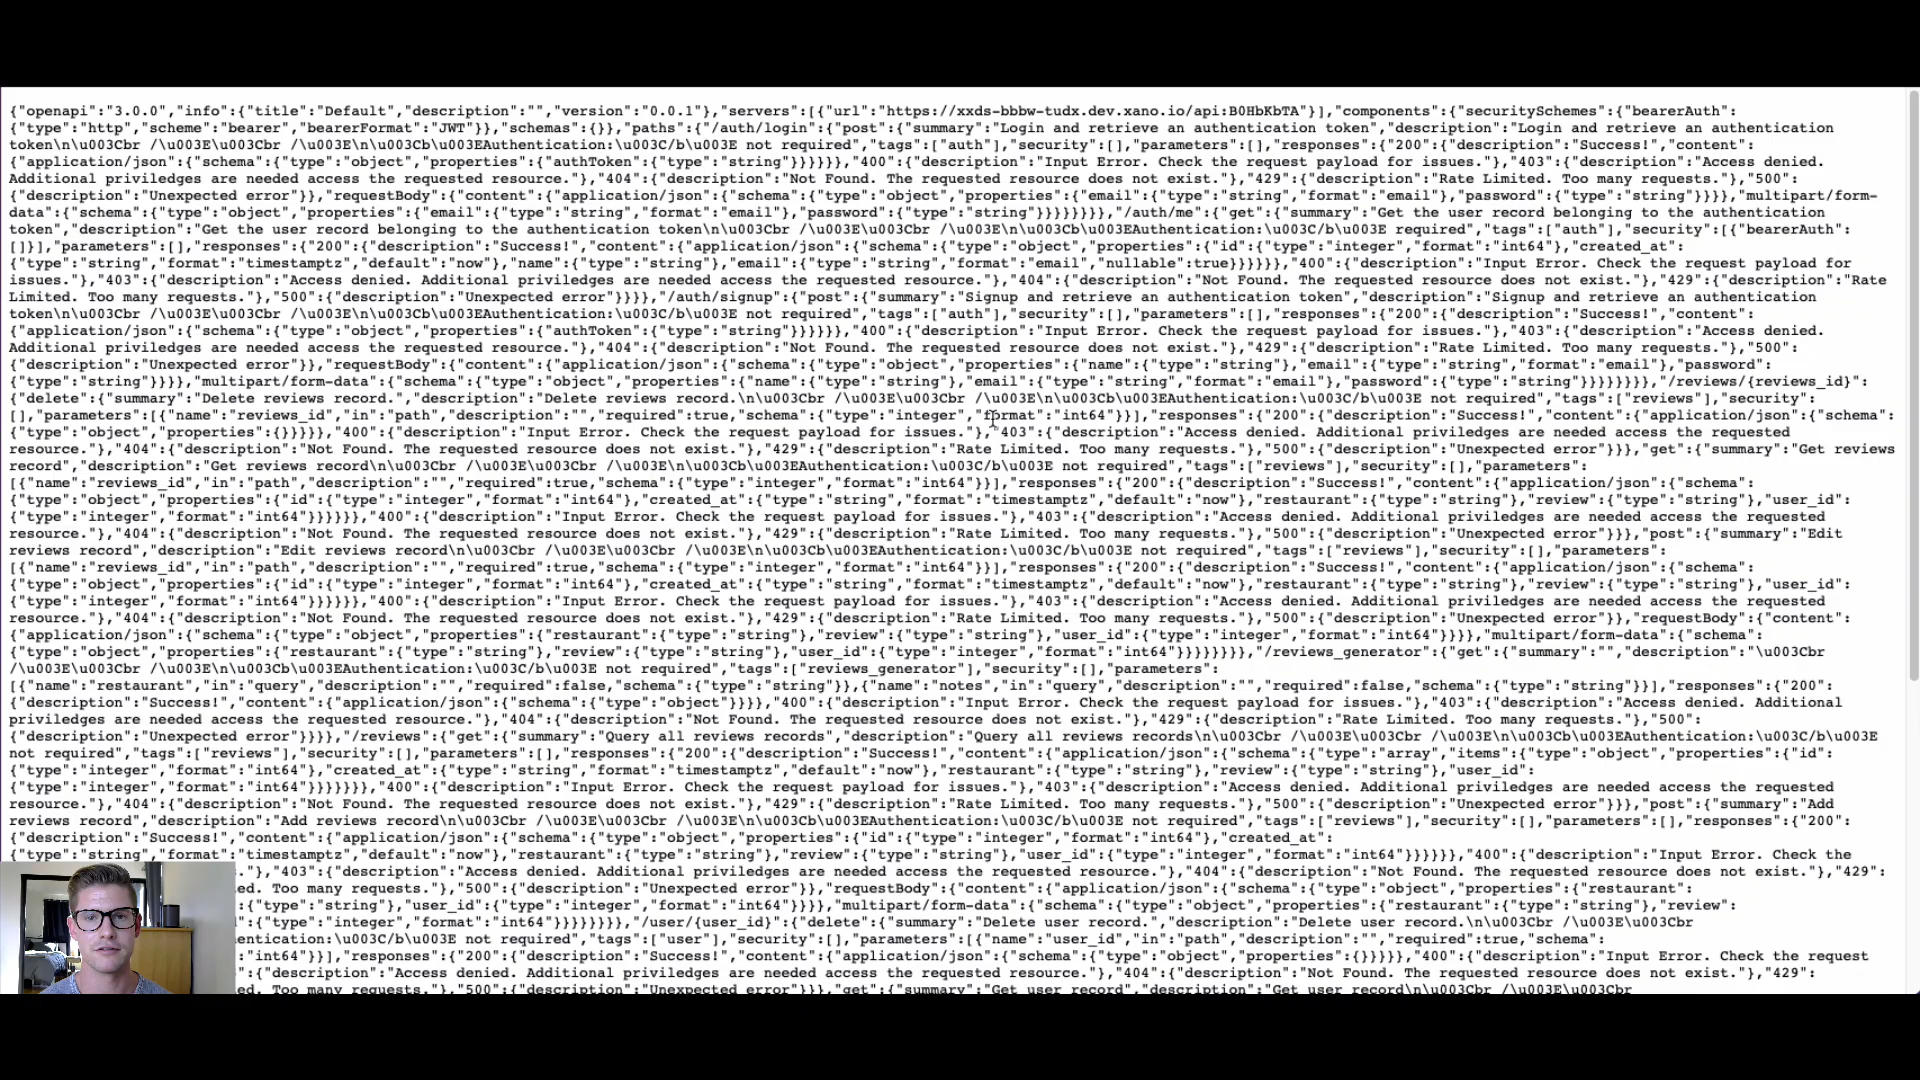 {"openapi":"3.0.0","info":{"title":"Default","description":"","version":"0.0.1"},"servers":[{"url":"https://xxds-bbbw-tudx.dev.xano.io/api:B0HbKbTA"}],"components":{"securitySchemes":{"bearerAuth":
{"type":"http","scheme":"bearer","bearerFormat":"JWT"}},"schemas":{}},"paths":{"/auth/login":{"post":{"summary":"Login and retrieve an authentication token","description":"Login and retrieve an authentication
token\n\u003Cbr /\u003E\u003Cbr /\u003E\n\u003Cb\u003EAuthentication:\u003C/b\u003E not required","tags":["auth"],"security":[],"parameters":[],"responses":{"200":{"description":"Success!","content":
{"application/json":{"schema":{"type":"object","properties":{"authToken":{"type":"string"}}}}}},"400":{"description":"Input Error. Check the request payload for issues."},"403":{"description":"Access denied.
Additional priviledges are needed access the requested resource."},"404":{"description":"Not Found. The requested resource does not exist."},"429":{"description":"Rate Limited. Too many requests."},"500":
{"description":"Unexpected error"}},"requestBody":{"content":{"application/json":{"schema":{"type":"object","properties":{"email":{"type":"string","format":"email"},"password":{"type":"string"}}}},"multipart/form-
data":{"schema":{"type":"object","properties":{"email":{"type":"string","format":"email"},"password":{"type":"string"}}}}}}}},"/auth/me":{"get":{"summary":"Get the user record belonging to the authentication
token","description":"Get the user record belonging to the authentication token\n\u003Cbr /\u003E\u003Cbr /\u003E\n\u003Cb\u003EAuthentication:\u003C/b\u003E required","tags":["auth"],"security":[{"bearerAuth":
[]}],"parameters":[],"responses":{"200":{"description":"Success!","content":{"application/json":{"schema":{"type":"object","properties":{"id":{"type":"integer","format":"int64"},"created_at":
{"type":"string","format":"timestamptz","default":"now"},"name":{"type":"string"},"email":{"type":"string","format":"email","nullable":true}}}}}},"400":{"description":"Input Error. Check the request payload for
issues."},"403":{"description":"Access denied. Additional priviledges are needed access the requested resource."},"404":{"description":"Not Found. The requested resource does not exist."},"429":{"description":"Rate
Limited. Too many requests."},"500":{"description":"Unexpected error"}}}},"/auth/signup":{"post":{"summary":"Signup and retrieve an authentication token","description":"Signup and retrieve an authentication
token\n\u003Cbr /\u003E\u003Cbr /\u003E\n\u003Cb\u003EAuthentication:\u003C/b\u003E not required","tags":["auth"],"security":[],"parameters":[],"responses":{"200":{"description":"Success!","content":
{"application/json":{"schema":{"type":"object","properties":{"authToken":{"type":"string"}}}}}},"400":{"description":"Input Error. Check the request payload for issues."},"403":{"description":"Access denied.
Additional priviledges are needed access the requested resource."},"404":{"description":"Not Found. The requested resource does not exist."},"429":{"description":"Rate Limited. Too many requests."},"500":
{"description":"Unexpected error"}},"requestBody":{"content":{"application/json":{"schema":{"type":"object","properties":{"name":{"type":"string"},"email":{"type":"string","format":"email"},"password":
{"type":"string"}}}},"multipart/form-data":{"schema":{"type":"object","properties":{"name":{"type":"string"},"email":{"type":"string","format":"email"},"password":{"type":"string"}}}}}}}},"/reviews/{reviews_id}":
{"delete":{"summary":"Delete reviews record.","description":"Delete reviews record.\n\u003Cbr /\u003E\u003Cbr /\u003E\n\u003Cb\u003EAuthentication:\u003C/b\u003E not required","tags":["reviews"],"security":
[],"parameters":[{"name":"reviews_id","in":"path","description":"","required":true,"schema":{"type":"integer","format":"int64"}}],"responses":{"200":{"description":"Success!","content":{"application/json":{"schema":
{"type":"object","properties":{}}}}},"400":{"description":"Input Error. Check the request payload for issues."},"403":{"description":"Access denied. Additional priviledges are needed access the requested
resource."},"404":{"description":"Not Found. The requested resource does not exist."},"429":{"description":"Rate Limited. Too many requests."},"500":{"description":"Unexpected error"}}},"get":{"summary":"Get reviews
record","description":"Get reviews record\n\u003Cbr /\u003E\u003Cbr /\u003E\n\u003Cb\u003EAuthentication:\u003C/b\u003E not required","tags":["reviews"],"security":[],"parameters":
[{"name":"reviews_id","in":"path","description":"","required":true,"schema":{"type":"integer","format":"int64"}}],"responses":{"200":{"description":"Success!","content":{"application/json":{"schema":
{"type":"object","properties":{"id":{"type":"integer","format":"int64"},"created_at":{"type":"string","format":"timestamptz","default":"now"},"restaurant":{"type":"string"},"review":{"type":"string"},"user_id":
{"type":"integer","format":"int64"}}}}}},"400":{"description":"Input Error. Check the request payload for issues."},"403":{"description":"Access denied. Additional priviledges are needed access the requested
resource."},"404":{"description":"Not Found. The requested resource does not exist."},"429":{"description":"Rate Limited. Too many requests."},"500":{"description":"Unexpected error"}}},"post":{"summary":"Edit
reviews record","description":"Edit reviews record\n\u003Cbr /\u003E\u003Cbr /\u003E\n\u003Cb\u003EAuthentication:\u003C/b\u003E not required","tags":["reviews"],"security":[],"parameters":
[{"name":"reviews_id","in":"path","description":"","required":true,"schema":{"type":"integer","format":"int64"}}],"responses":{"200":{"description":"Success!","content":{"application/json":{"schema":
{"type":"object","properties":{"id":{"type":"integer","format":"int64"},"created_at":{"type":"string","format":"timestamptz","default":"now"},"restaurant":{"type":"string"},"review":{"type":"string"},"user_id":
{"type":"integer","format":"int64"}}}}}},"400":{"description":"Input Error. Check the request payload for issues."},"403":{"description":"Access denied. Additional priviledges are needed access the requested
resource."},"404":{"description":"Not Found. The requested resource does not exist."},"429":{"description":"Rate Limited. Too many requests."},"500":{"description":"Unexpected error"}},"requestBody":{"content":
{"application/json":{"schema":{"type":"object","properties":{"restaurant":{"type":"string"},"review":{"type":"string"},"user_id":{"type":"integer","format":"int64"}}}},"multipart/form-data":{"schema":
{"type":"object","properties":{"restaurant":{"type":"string"},"review":{"type":"string"},"user_id":{"type":"integer","format":"int64"}}}}}}}},"/reviews_generator":{"get":{"summary":"","description":"\u003Cbr
/\u003E\u003Cbr /\u003E\n\u003Cb\u003EAuthentication:\u003C/b\u003E not required","tags":["reviews_generator"],"security":[],"parameters":
[{"name":"restaurant","in":"query","description":"","required":false,"schema":{"type":"string"}},{"name":"notes","in":"query","description":"","required":false,"schema":{"type":"string"}}],"responses":{"200":
{"description":"Success!","content":{"application/json":{"schema":{"type":"object"}}}},"400":{"description":"Input Error. Check the request payload for issues."},"403":{"description":"Access denied. Additional
priviledges are needed access the requested resource."},"404":{"description":"Not Found. The requested resource does not exist."},"429":{"description":"Rate Limited. Too many requests."},"500":
{"description":"Unexpected error"}}}},"/reviews":{"get":{"summary":"Query all reviews records","description":"Query all reviews records\n\u003Cbr /\u003E\u003Cbr /\u003E\n\u003Cb\u003EAuthentication:\u003C/b\u003E
not required","tags":["reviews"],"security":[],"parameters":[],"responses":{"200":{"description":"Success!","content":{"application/json":{"schema":{"type":"array","items":{"type":"object","properties":{"id":
{"type":"integer","format":"int64"},"created_at":{"type":"string","format":"timestamptz","default":"now"},"restaurant":{"type":"string"},"review":{"type":"string"},"user_id":
{"type":"integer","format":"int64"}}}}}}},"400":{"description":"Input Error. Check the request payload for issues."},"403":{"description":"Access denied. Additional priviledges are needed access the requested
resource."},"404":{"description":"Not Found. The requested resource does not exist."},"429":{"description":"Rate Limited. Too many requests."},"500":{"description":"Unexpected error"}}},"post":{"summary":"Add
reviews record","description":"Add reviews record\n\u003Cbr /\u003E\u003Cbr /\u003E\n\u003Cb\u003EAuthentication:\u003C/b\u003E not required","tags":["reviews"],"security":[],"parameters":[],"responses":{"200":
{"description":"Success!","content":{"application/json":{"schema":{"type":"object","properties":{"id":{"type":"integer","format":"int64"},"created_at":
{"type":"string","format":"timestamptz","default":"now"},"restaurant":{"type":"string"},"review":{"type":"string"},"user_id":{"type":"integer","format":"int64"}}}}}},"400":{"description":"Input Error. Check the
"},"403":{"description":"Access denied. Additional priviledges are needed access the requested resource."},"404":{"description":"Not Found. The requested resource does not exist."},"429":
ed. Too many requests."},"500":{"description":"Unexpected error"}},"requestBody":{"content":{"application/json":{"schema":{"type":"object","properties":{"restaurant":
:{"type":"string"},"user_id":{"type":"integer","format":"int64"}}}},"multipart/form-data":{"schema":{"type":"object","properties":{"restaurant":{"type":"string"},"review":
:{"type":"integer","format":"int64"}}}}}}}},"/user/{user_id}":{"delete":{"summary":"Delete user record.","description":"Delete user record.\n\u003Cbr /\u003E\u003Cbr
entication:\u003C/b\u003E not required","tags":["user"],"security":[],"parameters":[{"name":"user_id","in":"path","description":"","required":true,"schema":
"int64"}}],"responses":{"200":{"description":"Success!","content":{"application/json":{"schema":{"type":"object","properties":{}}}}},"400":{"description":"Input Error. Check the request
:{"description":"Access denied. Additional priviledges are needed access the requested resource."},"404":{"description":"Not Found. The requested resource does not exist."},"429":
ed. Too many requests."},"500":{"description":"Unexpected error"}}},"get":{"summary":"Get user record","description":"Get user record\n\u003Cbr /\u003E\u003Cbr